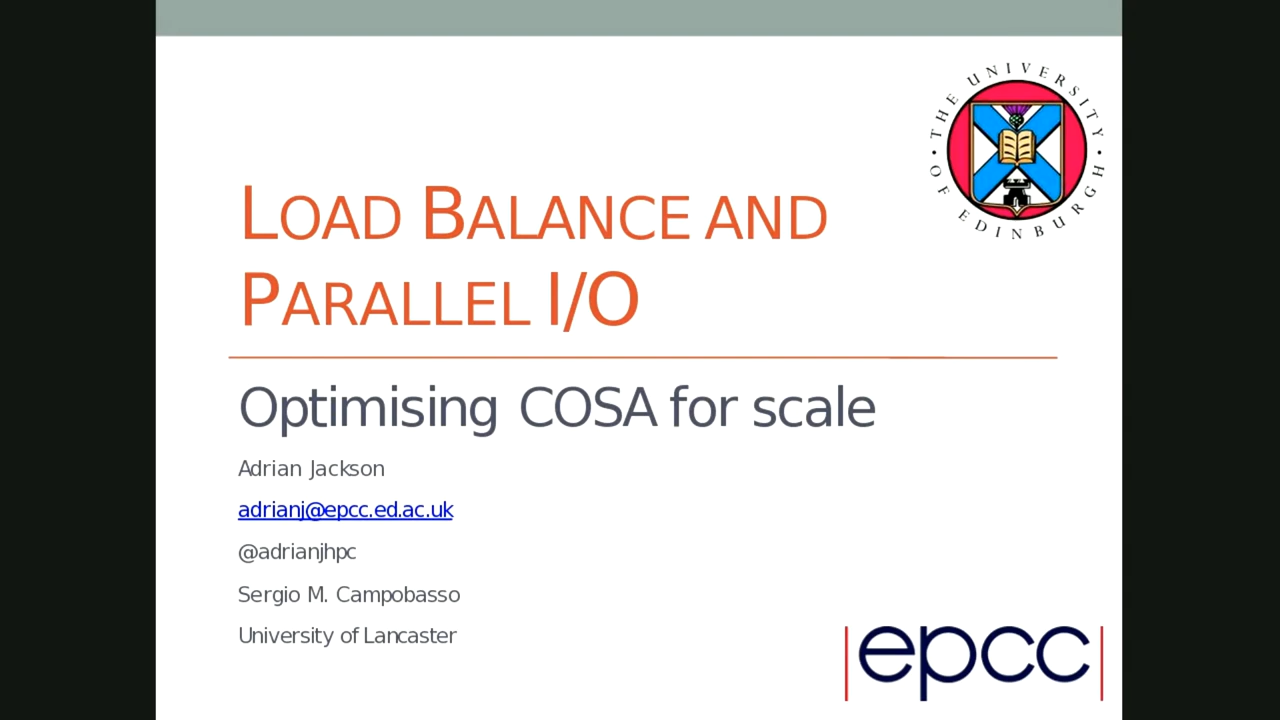 THE UNIVERSITY
OF EDINBURGH
LOAD BALANCE AND
PARALLEL I/O
Optimising COSA for scale
Adrian Jackson
adrianj@epcc.ed.ac.uk
@adrianjhpc
Sergio M. Campobasso
University of Lancaster
epcc